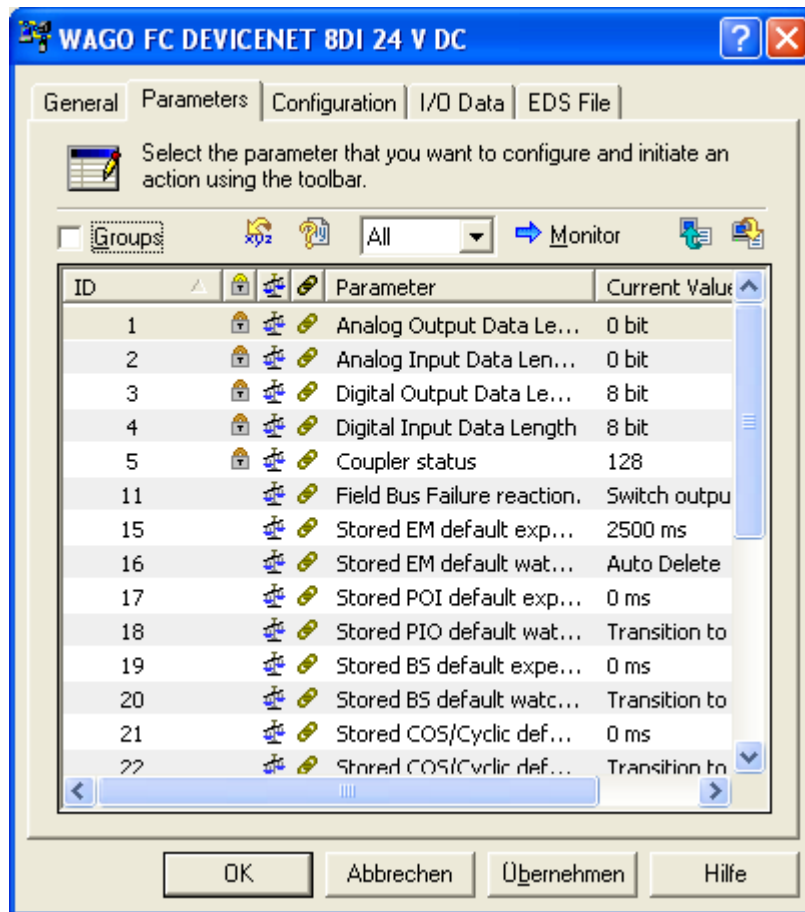 WAGO FC DEVICENET 8DI 24 V DC
General Parameters Configuration I/O Data EDS File
Select the parameter that you want to configure and initiate an
action using the toolbar.
Groups All Monitor
ID Parameter Current Value
1 Analog Output Data Le... 0 bit
2 Analog Input Data Len... 0 bit
3 Digital Output Data Le... 8 bit
4 Digital Input Data Length 8 bit
5 Coupler status 128
11 Field Bus Failure reaction. Switch outpu
15 Stored EM default exp... 2500 ms
16 Stored EM default wat... Auto Delete
17 Stored POI default exp... 0 ms
18 Stored PIO default wat... Transition to
19 Stored BS default expe... 0 ms
20 Stored BS default watc... Transition to
21 Stored COS/Cyclic def... 0 ms
22 Stored COS/Cyclic def... Transition to
OK Abbrechen Übernehmen Hilfe